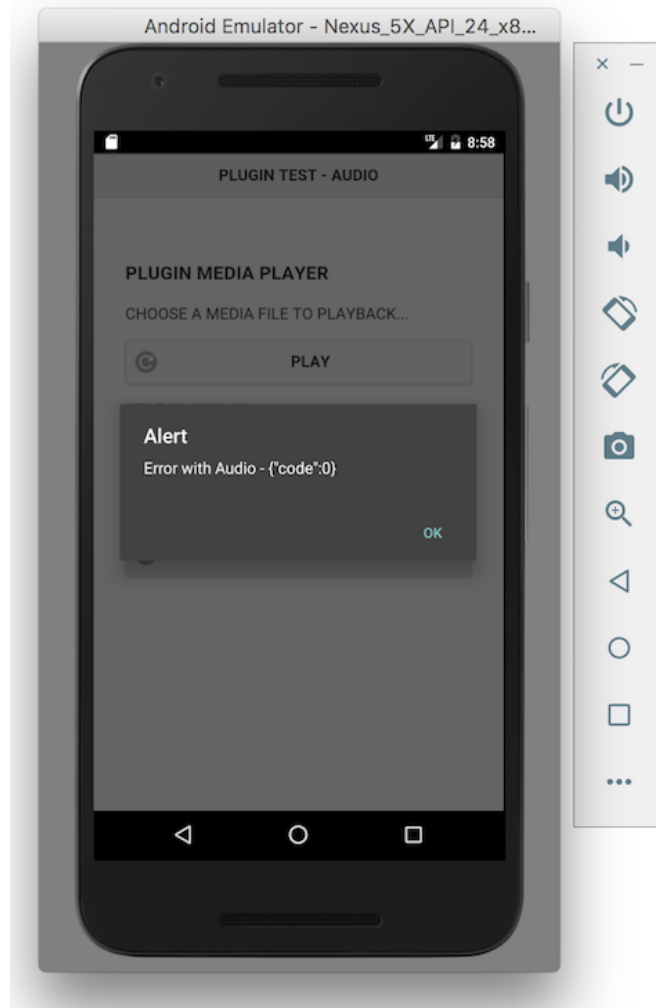 Android Emulator - Nexus_5X_API_24_x8...
LTE 8:58
PLUGIN TEST - AUDIO
PLUGIN MEDIA PLAYER
CHOOSE A MEDIA FILE TO PLAYBACK...
PLAY
Alert
Error with Audio - {"code":0}
OK